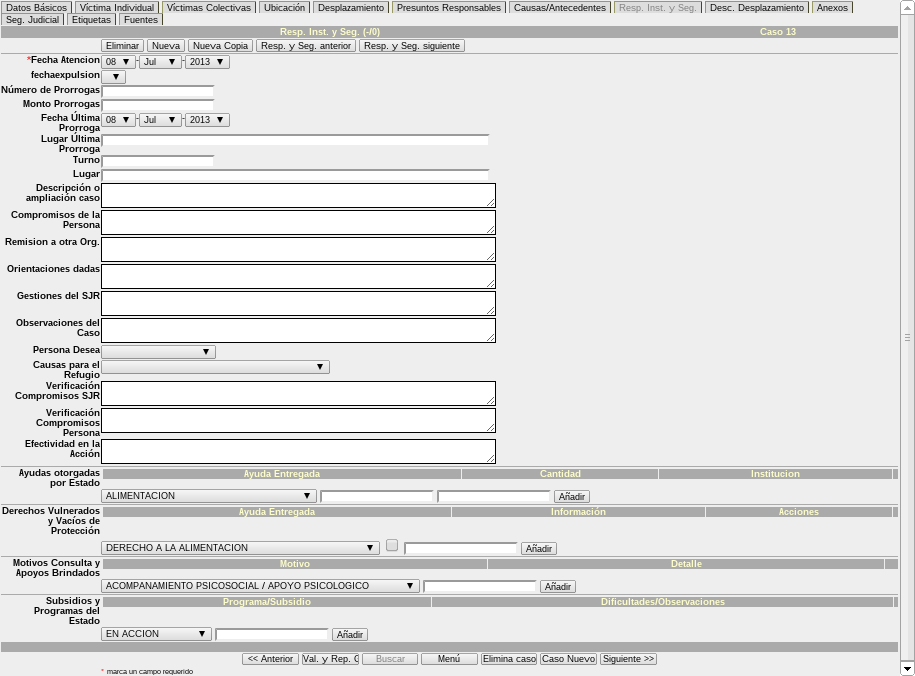 Datos Básicos Víctima Individual Víctimas Colectivas Ubicación Desplazamiento Presuntos Responsables Causas/Antecedentes Resp. Inst. y Seg. Desc. Desplazamiento Anexos
Seg. Judicial Etiquetas Fuentes
Resp. Inst. y Seg. (-/0) Caso 13
Eliminar Nueva Nueva Copia Resp. y Seg. anterior Resp. y Seg. siguiente
*Fecha Atencion 08 Jul 2013
fechaexpulsion
Número de Prorrogas
Monto Prorrogas
Fecha Última 08 Jul 2013
Prorroga
Lugar Última
Prorroga
Turno
Lugar
Descripción o
ampliación caso
Compromisos de la
Persona
Remision a otra Org.
Orientaciones dadas
Gestiones del SJR
Observaciones del
Caso
Persona Desea
Causas para el
Refugio
Verificación
Compromisos SJR
Verificación
Compromisos
Persona
Efectividad en la
Acción
Ayudas otorgadas Ayuda Entregada Cantidad Institucion
por Estado
ALIMENTACION Añadir
Derechos Vulnerados Ayuda Entregada Información Acciones
y Vacíos de
Protección
DERECHO A LA ALIMENTACION Añadir
Motivos Consulta y Motivo Detalle
Apoyos Brindados
ACOMPANAMIENTO PSICOSOCIAL / APOYO PSICOLOGICO Añadir
Subsidios y Programa/Subsidio Dificultades/Observaciones
Programas del
Estado
EN ACCION Añadir
<< Anterior Val. y Rep. G Buscar Menú Elimina caso Caso Nuevo Siguiente >>
* marca un campo requerido